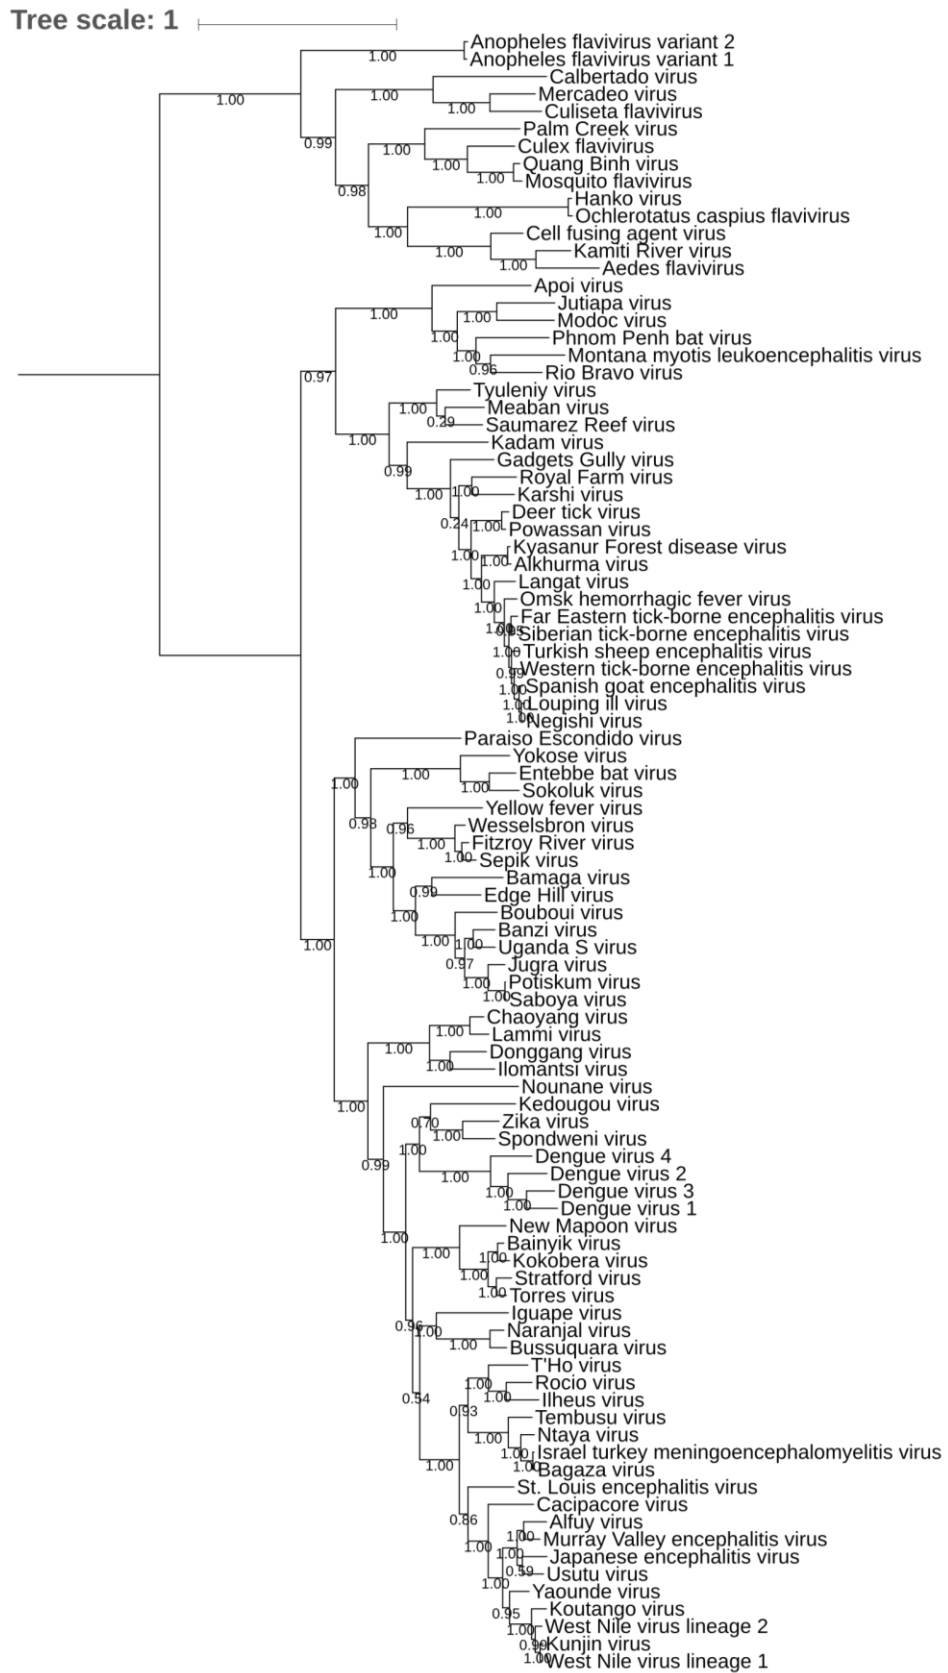 Tree scale: 1
Anopheles flavivirus variant 2
1.00
Anopheles flavivirus variant 1
Calbertado virus
1.00
Mercadeo virus
1.00
1.00
Culiseta flavivirus
Palm Creek virus
0.99
Culex flavivirus
1.00
Quang Binh virus
1.00
1.00
Mosquito flavivirus
0.98
Hanko virus
1.00
Ochlerotatus caspius flavivirus
1.00
Cell fusing agent virus
1.00
Kamiti River virus
1.00
Aedes flavivirus
Apoi virus
Jutiapa virus
1.00
1.00
Modoc virus
1.00
Phnom Penh bat virus
1.00
Montana myotis leukoencephalitis virus
0.96
Rio Bravo virus
0.97
Tyuleniy virus
1.00
Meaban virus
0.29
Saumarez Reef virus
1.00
Kadam virus
Gadgets Gully virus
0.99
Royal Farm virus
1.00
1.00
Karshi virus
Deer tick virus
0.24
1.00
Powassan virus
Kyasanur Forest disease virus
1.00
1.00
Alkhurma virus
1.00
Langat virus
1.00
Omsk hemorrhagic fever virus
Far Eastern tick-borne encephalitis virus
Siberian tick-borne encephalitis virus
1.00
Turkish sheep encephalitis virus
Western tick-borne encephalitis virus
0.99
Spanish goat encephalitis virus
1.00
Louping ill virus
1.00
1.00
Negishi virus
Paraiso Escondido virus
Yokose virus
1.00
Entebbe bat virus
1.00
1.00
Sokoluk virus
Yellow fever virus
0.98
0.96
Wesselsbron virus
1.00
Fitzroy River virus
1.00
Sepik virus
1.00
Bamaga virus
0.99
Edge Hill virus
1.00
Bouboui virus
Banzi virus
1.00
1.00
1.00
Uganda S virus
0.97
Jugra virus
1.00
Potiskum virus
1.00
Saboya virus
Chaoyang virus
1.00
Lammi virus
1.00
Donggang virus
1.00
Ilomantsi virus
Nounane virus
1.00
Kedougou virus
0.70
Zika virus
1.00
Spondweni virus
1.00
Dengue virus 4
0.99
1.00
Dengue virus 2
1.00
Dengue virus 3
1.00
Dengue virus 1
New Mapoon virus
1.00
Bainyik virus
1.00
1.00
Kokobera virus
1.00
Stratford virus
1.00
Torres virus
Iguape virus
0.96
1.00
Naranjal virus
1.00
Bussuquara virus
T'Ho virus
1.00
Rocio virus
0.54
1.00
Ilheus virus
0.93
Tembusu virus
1.00
Ntaya virus
1.00
Israel turkey meningoencephalomyelitis virus
1.00
1.00
Bagaza virus
St. Louis encephalitis virus
Cacipacore virus
0.86
Alfuy virus
1.00
Murray Valley encephalitis virus
1.00
1.00
Japanese encephalitis virus
0.59
Usutu virus
1.00
Yaounde virus
0.95
Koutango virus
1.00
West Nile virus lineage 2
0.99
Kunjin virus
1.00
West Nile virus lineage 1